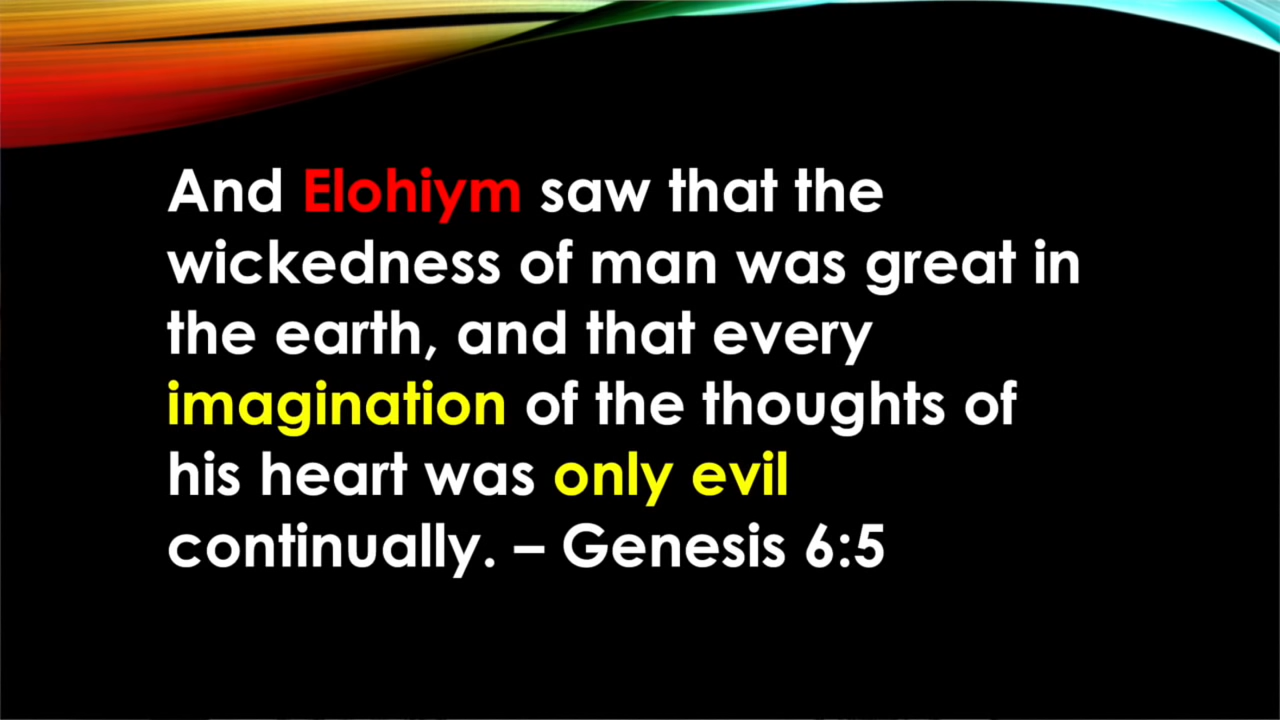 And Elohiym saw that the
wickedness of man was great in
the earth, and that every
imagination of the thoughts of
his heart was only evil
continually. – Genesis 6:5